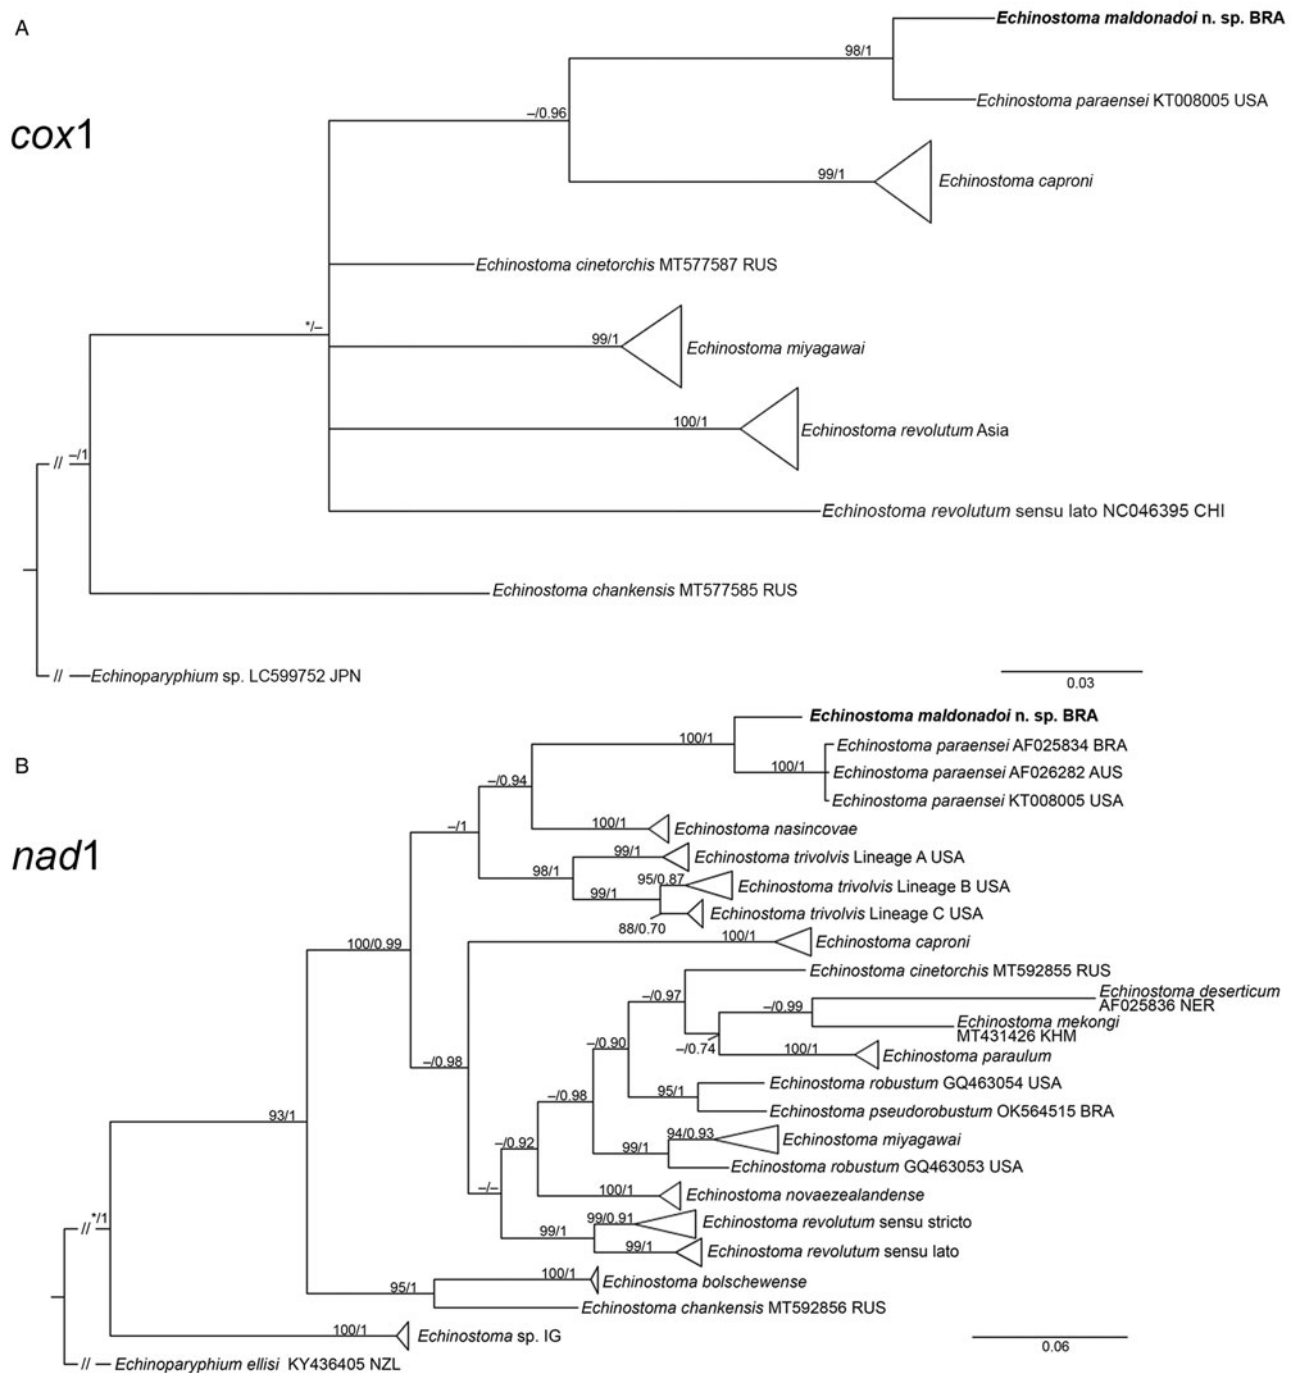 A
cox1
Echinostoma maldonadoi n. sp. BRA
98/1
Echinostoma paraensei KT008005 USA
–/0.96
99/1
Echinostoma caproni
Echinostoma cinetorchis MT577587 RUS
*/–
99/1
Echinostoma miyagawai
100/1
Echinostoma revolutum Asia
// –/1
Echinostoma revolutum sensu lato NC046395 CHI
Echinostoma chankensis MT577585 RUS
// Echinoparyphium sp. LC599752 JPN
0.03
B
nad1
Echinostoma maldonadoi n. sp. BRA
100/1
Echinostoma paraensei AF025834 BRA
100/1
Echinostoma paraensei AF026282 AUS
Echinostoma paraensei KT008005 USA
–/0.94
100/1
Echinostoma nasincovae
–/1
99/1
Echinostoma trivolvis Lineage A USA
98/1
95/0.87
Echinostoma trivolvis Lineage B USA
99/1
Echinostoma trivolvis Lineage C USA
88/0.70
100/0.99
100/1
Echinostoma caproni
Echinostoma cinetorchis MT592855 RUS
–/0.97
–/0.99
Echinostoma deserticum
AF025836 NER
Echinostoma mekongi
MT431426 KHM
–/0.74
100/1
Echinostoma paraulum
–/0.90
–/0.98
Echinostoma robustum GQ463054 USA
95/1
Echinostoma pseudorobustum OK564515 BRA
–/0.98
94/0.93
Echinostoma miyagawai
99/1
Echinostoma robustum GQ463053 USA
93/1
–/0.92
100/1
Echinostoma novaezealandense
–/–
99/0.91
Echinostoma revolutum sensu stricto
99/1
99/1
Echinostoma revolutum sensu lato
// */1
100/1
Echinostoma bolschewense
95/1
Echinostoma chankensis MT592856 RUS
100/1
Echinostoma sp. IG
// Echinoparyphium ellisi KY436405 NZL
0.06